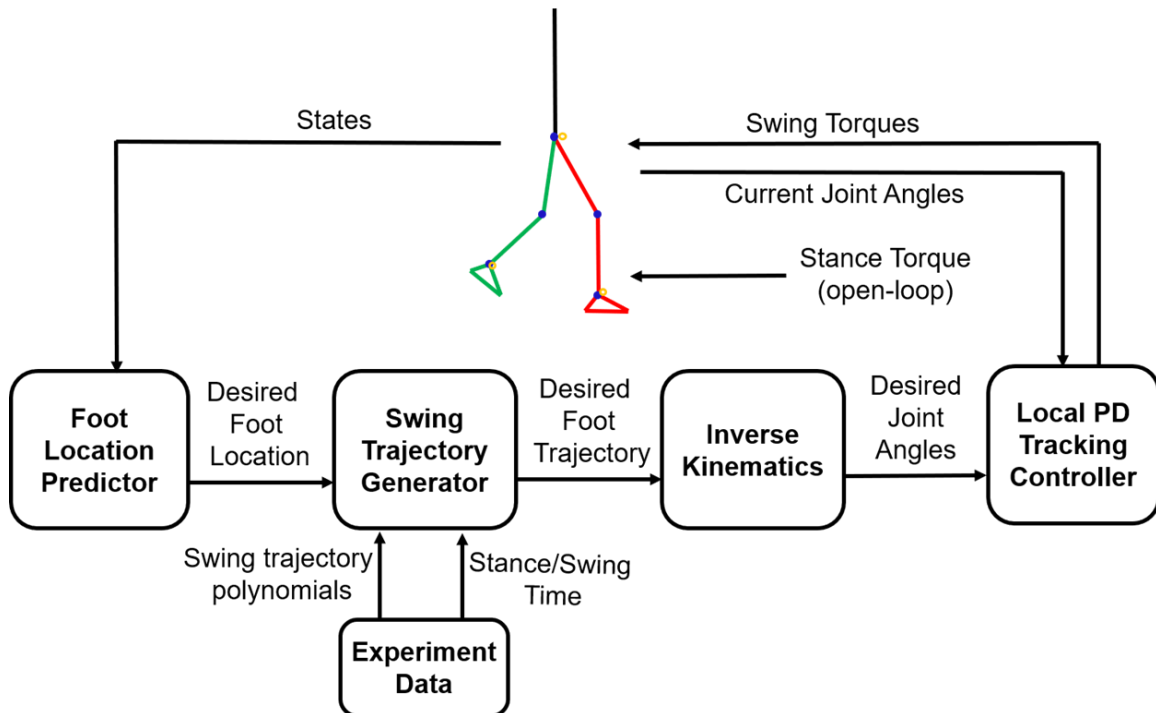 States
Swing Torques
Current Joint Angles
Stance Torque
(open-loop)
Foot
Location
Predictor
Desired
Foot
Location
Swing
Trajectory
Generator
Desired
Foot
Trajectory
Inverse
Kinematics
Desired
Joint
Angles
Local PD
Tracking
Controller
Swing trajectory
polynomials
Stance/Swing
Time
Experiment
Data